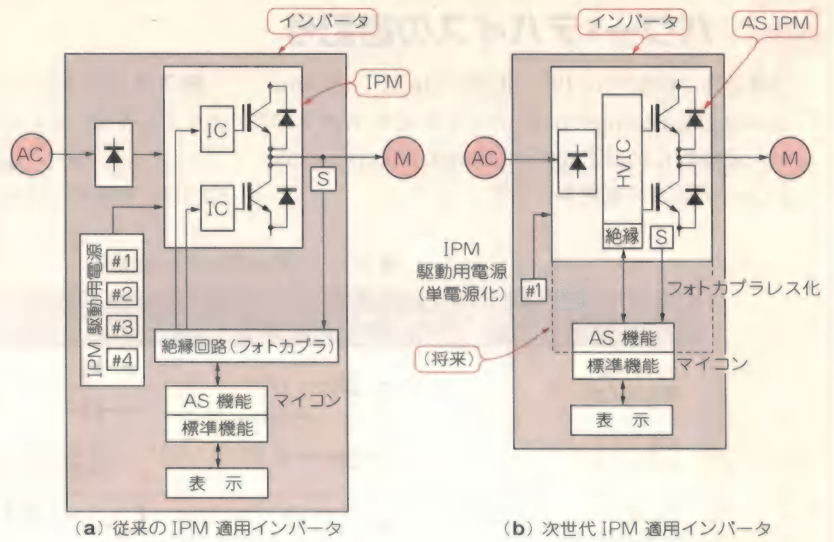 インバータ
IPM
AC
IC
IC
S
M
IPM 駆動用電源
#1
#2
#3
#4
絶縁回路(フォトカプラ)
AS 機能
標準機能
マイコン
表 示
(a) 従来の IPM 適用インバータ
インバータ
AS IPM
AC
HVIC
絶縁
S
M
IPM
駆動用電源
(単電源化)
#1
フォトカプラレス化
(将来)
AS 機能
標準機能
マイコン
表 示
(b) 次世代 IPM 適用インバータ